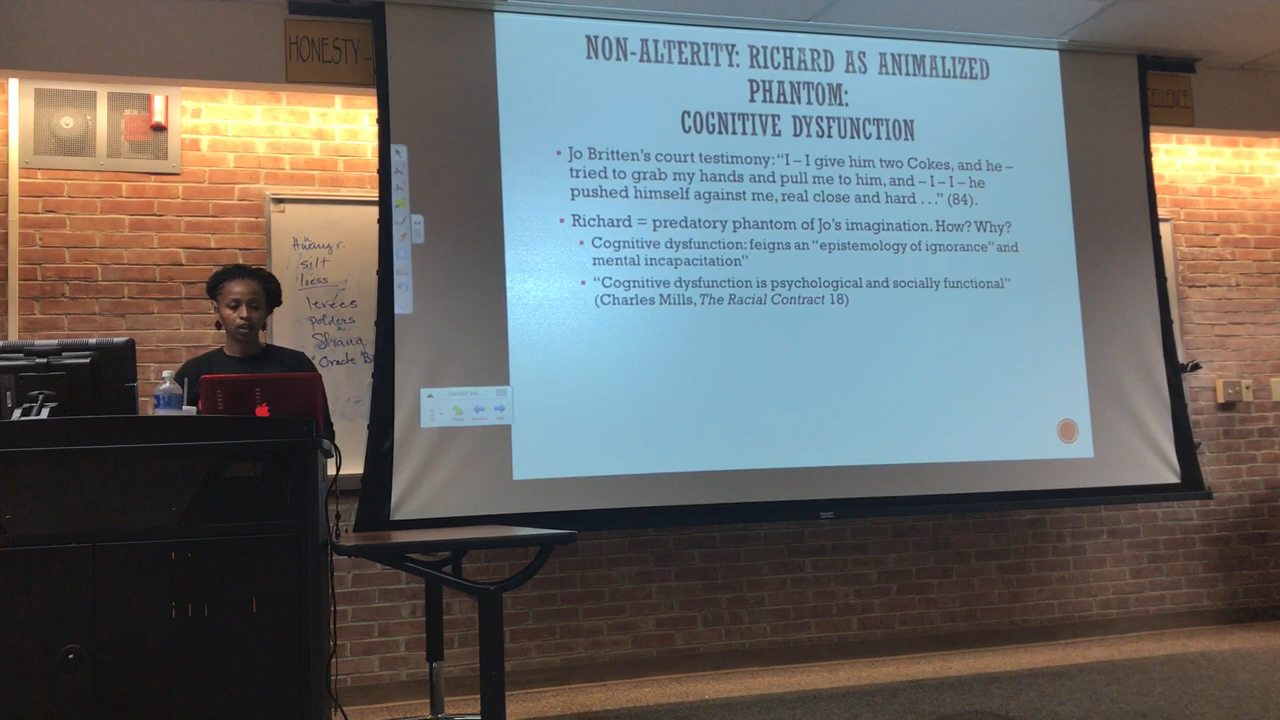 HONESTY -
NON-ALTERITY: RICHARD AS ANIMALIZED
PHANTOM:
COGNITIVE DYSFUNCTION
▪ Jo Britten's court testimony: "I – I give him two Cokes, and he –
tried to grab my hands and pull me to him, and – I – I – he
pushed himself against me, real close and hard . . ." (84).
▪ Richard = predatory phantom of Jo's imagination. How? Why?
▪ Cognitive dysfunction: feigns an "epistemology of ignorance" and
mental incapacitation"
▪ "Cognitive dysfunction is psychological and socially functional"
(Charles Mills, The Racial Contract 18)
silt
loess
levees
polders
Shang
"Oracle